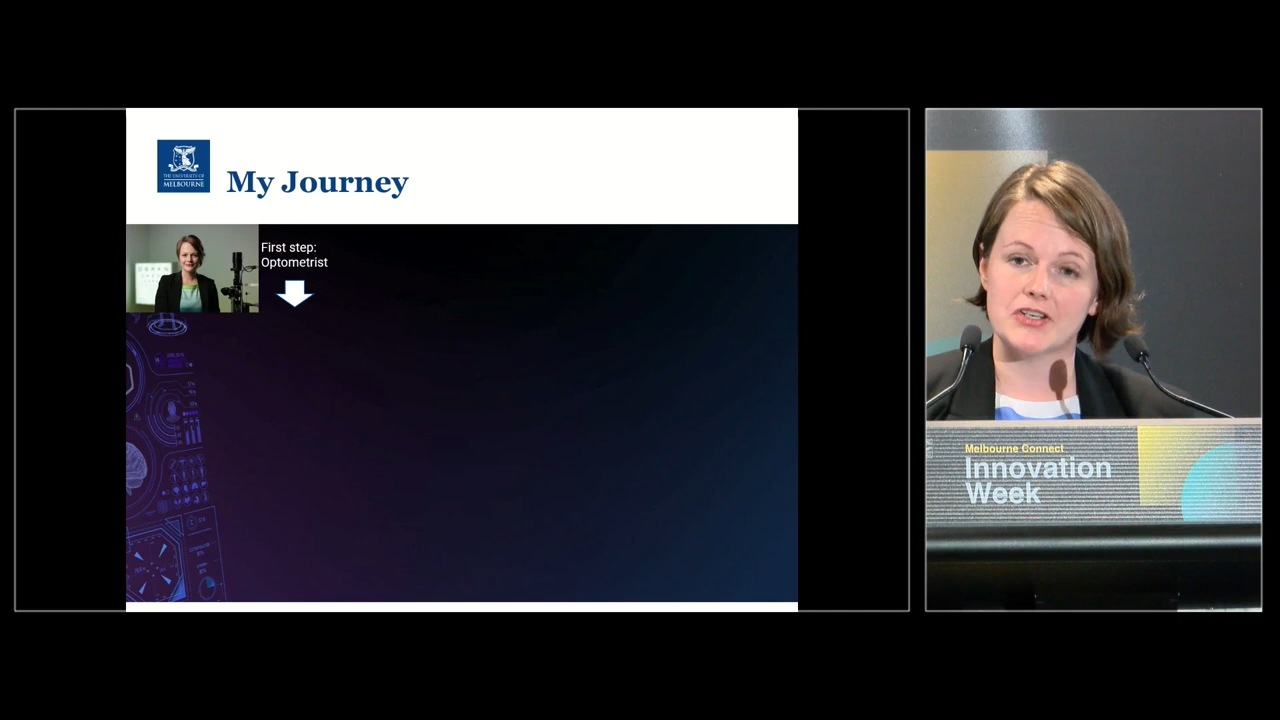 THE UNIVERSITY OF
MELBOURNE
My Journey
First step:
Optometrist
Melbourne Connect
Innovation
Week